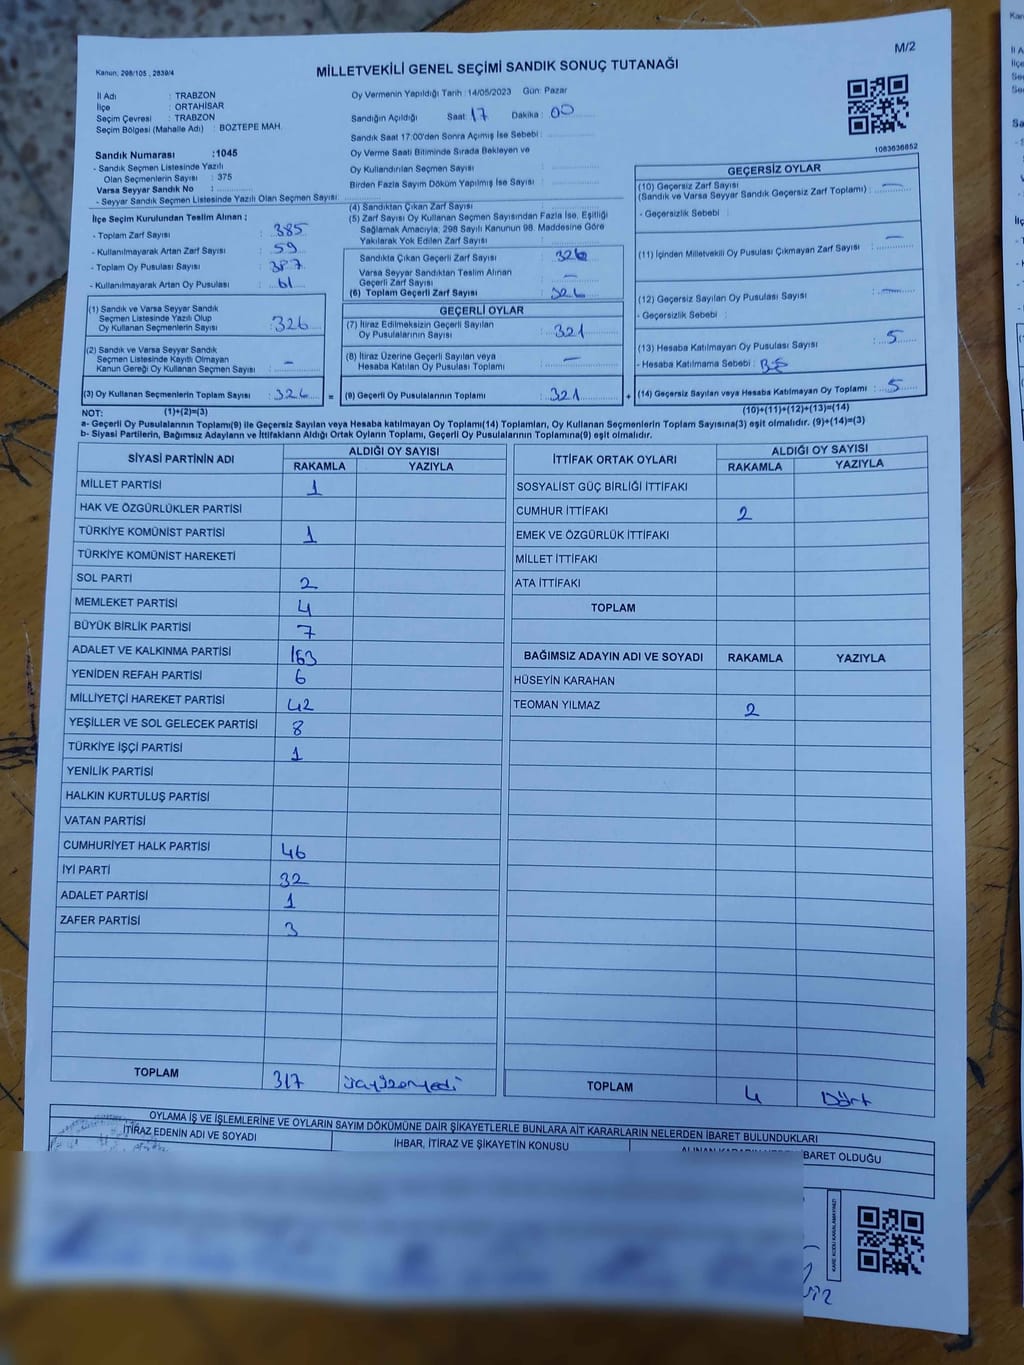 M/2
Kanun: 298/105 , 2839/4
MİLLETVEKİLİ GENEL SEÇİMİ SANDIK SONUÇ TUTANAĞI
İl Adı : TRABZON
İlçe : ORTAHİSAR
Seçim Çevresi : TRABZON
Seçim Bölgesi (Mahalle Adı) : BOZTEPE MAH.
Sandık Numarası :1045
- Sandık Seçmen Listesinde Yazılı
Olan Seçmenlerin Sayısı : 375
Varsa Seyyar Sandık No :
- Seyyar Sandık Seçmen Listesinde Yazılı Olan Seçmen Sayısı:
İlçe Seçim Kurulundan Teslim Alınan ;
- Toplam Zarf Sayısı : 385
- Kullanılmayarak Artan Zarf Sayısı : 59
- Toplam Oy Pusulası Sayısı : 387
- Kullanılmayarak Artan Oy Pusulası : 61
(1) Sandık ve Varsa Seyyar Sandık
Seçmen Listesinde Yazılı Olup
Oy Kullanan Seçmenlerin Sayısı : 326
(2) Sandık ve Varsa Seyyar Sandık
Seçmen Listesinde Kayıtlı Olmayan
Kanun Gereği Oy Kullanan Seçmen Sayısı : –
(3) Oy Kullanan Seçmenlerin Toplam Sayısı : 326 =
Oy Vermenin Yapıldığı Tarih : 14/05/2023 Gün: Pazar
Sandığın Açıldığı Saat : 17 Dakika : 00
Sandık Saat 17:00'den Sonra Açımış İse Sebebi :
Oy Verme Saati Bitiminde Sırada Bekleyen ve
Oy Kullandırılan Seçmen Sayısı :
Birden Fazla Sayım Döküm Yapılmış İse Sayısı :
(4) Sandıktan Çıkan Zarf Sayısı :
(5) Zarf Sayısı Oy Kullanan Seçmen Sayısından Fazla İse, Eşitliği
Sağlamak Amacıyla, 298 Sayılı Kanunun 98. Maddesine Göre
Yakılarak Yok Edilen Zarf Sayısı :
Sandıkta Çıkan Geçerli Zarf Sayısı : 326
Varsa Seyyar Sandıktan Teslim Alınan
Geçerli Zarf Sayısı : –
(6) Toplam Geçerli Zarf Sayısı : 326
GEÇERLİ OYLAR
(7) İtiraz Edilmeksizin Geçerli Sayılan
Oy Pusulalarının Sayısı : 321
(8) İtiraz Üzerine Geçerli Sayılan veya
Hesaba Katılan Oy Pusulası Toplamı : –
(9) Geçerli Oy Pusulalarının Toplamı : 321 +
1083636852
GEÇERSİZ OYLAR
(10) Geçersiz Zarf Sayısı
(Sandık ve Varsa Seyyar Sandık Geçersiz Zarf Toplamı) : –
- Geçersizlik Sebebi :
(11) İçinden Milletvekili Oy Pusulası Çıkmayan Zarf Sayısı : –
(12) Geçersiz Sayılan Oy Pusulası Sayısı : –
- Geçersizlik Sebebi :
(13) Hesaba Katılmayan Oy Pusulası Sayısı : 5
- Hesaba Katılmama Sebebi :
(14) Geçersiz Sayılan veya Hesaba Katılmayan Oy Toplamı : 5
NOT: (1)+(2)=(3) (10)+(11)+(12)+(13)=(14)
a- Geçerli Oy Pusulalarının Toplamı(9) ile Geçersiz Sayılan veya Hesaba katılmayan Oy Toplamı(14) Toplamları, Oy Kullanan Seçmenlerin Toplam Sayısına(3) eşit olmalıdır. (9)+(14)=(3)
b- Siyasi Partilerin, Bağımsız Adayların ve İttifakların Aldığı Ortak Oyların Toplamı, Geçerli Oy Pusulalarının Toplamına(9) eşit olmalıdır.
SİYASİ PARTİNİN ADI ALDIĞI OY SAYISI
RAKAMLA YAZIYLA
MİLLET PARTİSİ 1
HAK VE ÖZGÜRLÜKLER PARTİSİ
TÜRKİYE KOMÜNİST PARTİSİ 1
TÜRKİYE KOMÜNİST HAREKETİ
SOL PARTİ 2
MEMLEKET PARTİSİ 4
BÜYÜK BİRLİK PARTİSİ 7
ADALET VE KALKINMA PARTİSİ 163
YENİDEN REFAH PARTİSİ 6
MİLLİYETÇİ HAREKET PARTİSİ 42
YEŞİLLER VE SOL GELECEK PARTİSİ 8
TÜRKİYE İŞÇİ PARTİSİ 1
YENİLİK PARTİSİ
HALKIN KURTULUŞ PARTİSİ
VATAN PARTİSİ
CUMHURİYET HALK PARTİSİ 46
İYİ PARTİ 32
ADALET PARTİSİ 1
ZAFER PARTİSİ 3
TOPLAM 317 üçyüzonyedi
İTTİFAK ORTAK OYLARI ALDIĞI OY SAYISI
RAKAMLA YAZIYLA
SOSYALİST GÜÇ BİRLİĞİ İTTİFAKI
CUMHUR İTTİFAKI 2
EMEK VE ÖZGÜRLÜK İTTİFAKI
MİLLET İTTİFAKI
ATA İTTİFAKI
TOPLAM
BAĞIMSIZ ADAYIN ADI VE SOYADI RAKAMLA YAZIYLA
HÜSEYİN KARAHAN
TEOMAN YILMAZ 2
TOPLAM 4 Dört
OYLAMA İŞ VE İŞLEMLERİNE VE OYLARIN SAYIM DÖKÜMÜNE DAİR ŞİKAYETLERLE BUNLARA AİT KARARLARIN NELERDEN İBARET BULUNDUKLARI
İTİRAZ EDENİN ADI VE SOYADI
İHBAR, İTİRAZ VE ŞİKAYETİN KONUSU
İBARET OLDUĞU
KARE KODU KARALAMAYINIZ!